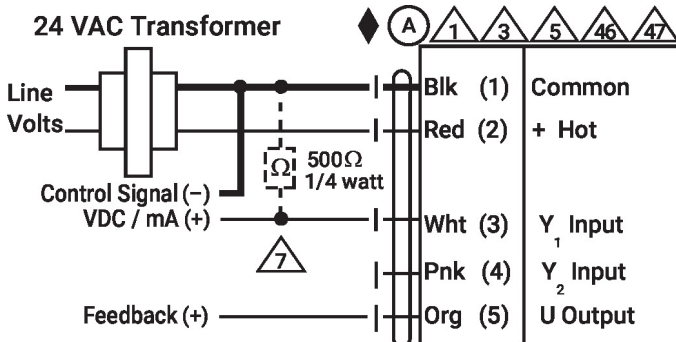 24 VAC Transformer
A 1 3 5 46 47
Line
Volts
Blk (1) Common
Red (2) + Hot
Ω 500Ω
1/4 watt
Control Signal (−)
VDC / mA (+)
Wht (3) Y₁ Input
7
Pnk (4) Y₂ Input
Feedback (+)
Org (5) U Output